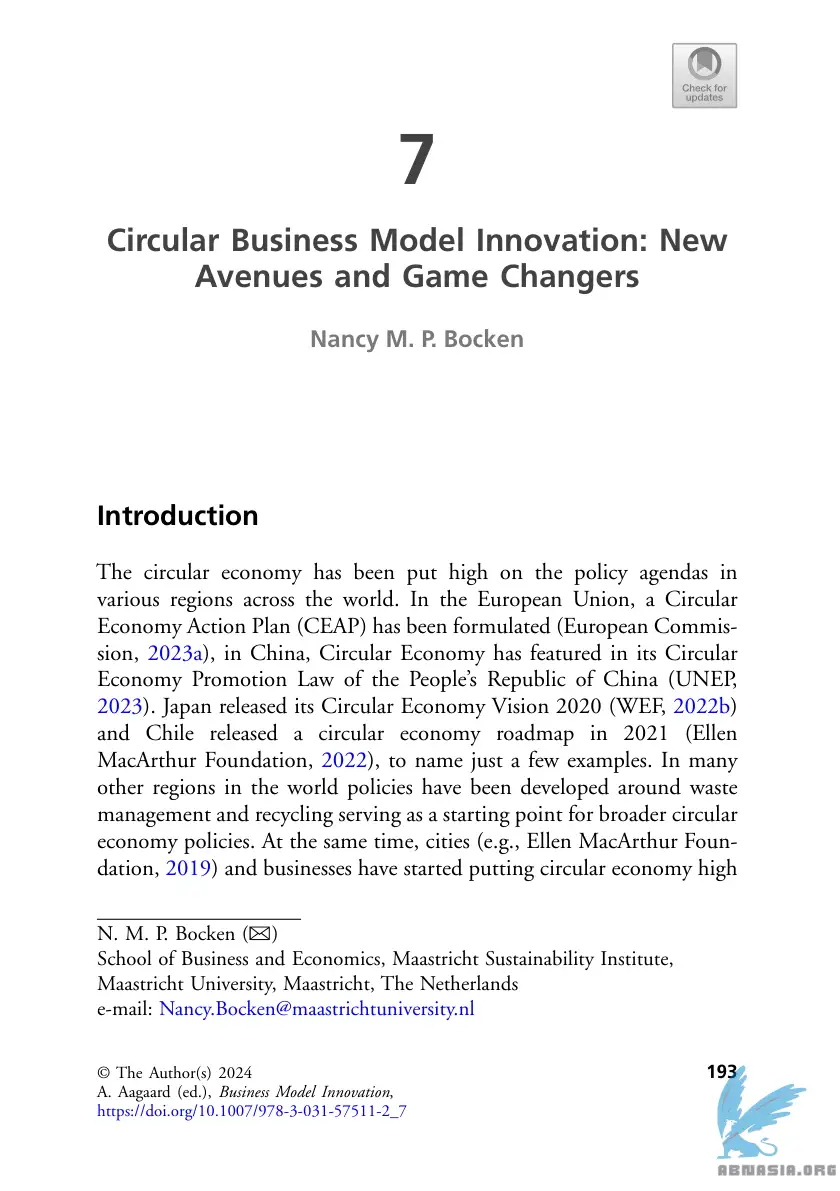 Check for
updates
7
Circular Business Model Innovation: New
Avenues and Game Changers
Nancy M. P. Bocken
Introduction
The circular economy has been put high on the policy agendas in
various regions across the world. In the European Union, a Circular
Economy Action Plan (CEAP) has been formulated (European Commis-
sion, 2023a), in China, Circular Economy has featured in its Circular
Economy Promotion Law of the People's Republic of China (UNEP,
2023). Japan released its Circular Economy Vision 2020 (WEF, 2022b)
and Chile released a circular economy roadmap in 2021 (Ellen
MacArthur Foundation, 2022), to name just a few examples. In many
other regions in the world policies have been developed around waste
management and recycling serving as a starting point for broader circular
economy policies. At the same time, cities (e.g., Ellen MacArthur Foun-
dation, 2019) and businesses have started putting circular economy high
N. M. P. Bocken (✉)
School of Business and Economics, Maastricht Sustainability Institute,
Maastricht University, Maastricht, The Netherlands
e-mail: Nancy.Bocken@maastrichtuniversity.nl
© The Author(s) 2024
A. Aagaard (ed.), Business Model Innovation,
https://doi.org/10.1007/978-3-031-57511-2_7
193
ABNASIA.ORG